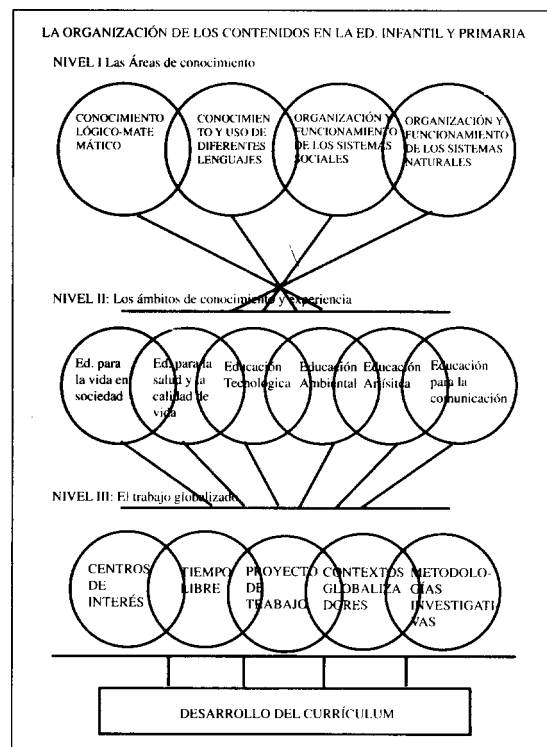 LA ORGANIZACIÓN DE LOS CONTENIDOS EN LA ED. INFANTIL Y PRIMARIA
NIVEL I Las Áreas de conocimiento
CONOCIMIENTO
LÓGICO-MATE
MÁTICO
CONOCIMIEN
TO Y USO DE
DIFERENTES
LENGUAJES
ORGANIZACIÓN Y
FUNCIONAMIENTO
DE LOS SISTEMAS
SOCIALES
ORGANIZACIÓN Y
FUNCIONAMIENTO
DE LOS SISTEMAS
NATURALES
NIVEL II: Los ámbitos de conocimiento y experiencia
Ed. para
la vida en
sociedad
Ed. para la
salud y la
calidad de
vida
Educación
Tecnológica
Educación
Ambiental
Educación
Arísitca
Educación
para la
comunicación
NIVEL III: El trabajo globalizado
CENTROS
DE
INTERÉS
TIEMPO
LIBRE
PROYECTO
DE
TRABAJO
CONTEXTOS
GLOBALIZA
DORES
METODOLO-
GÍAS
INVESTIGATI-
VAS
DESARROLLO DEL CURRÍCULUM